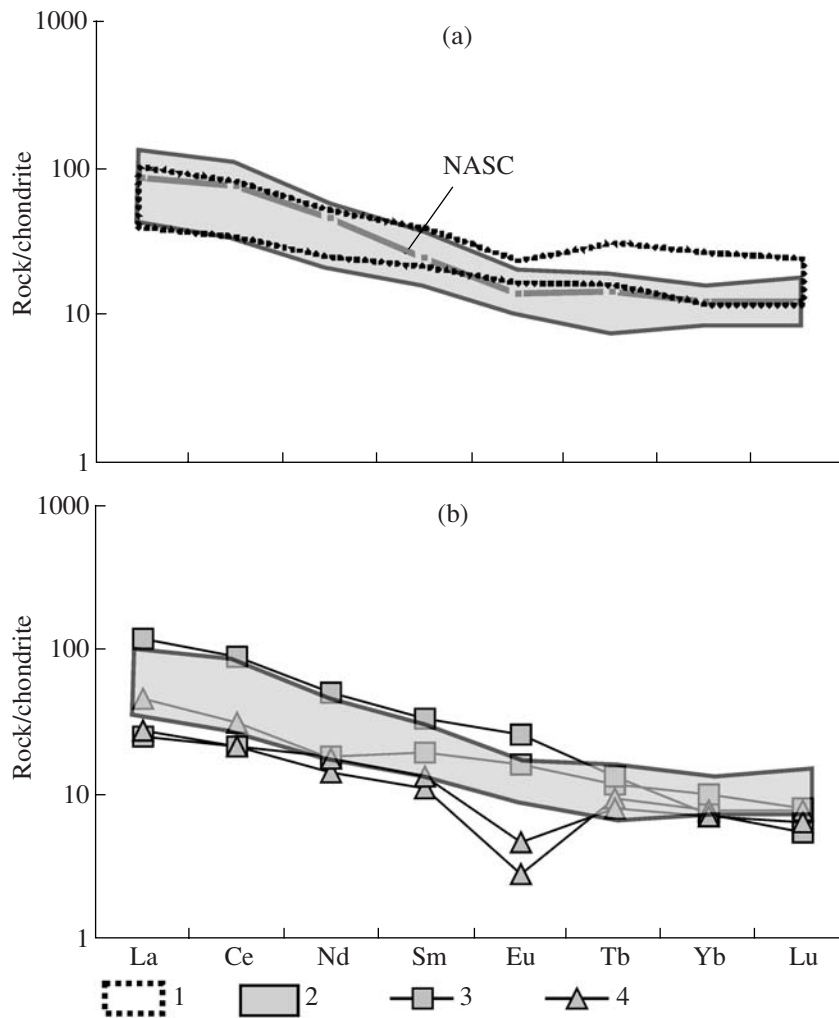 (a)
1000
100
10
1
Rock/chondrite
NASC
(b)
1000
100
10
1
Rock/chondrite
La Ce Nd Sm Eu Tb Yb Lu
1 2 3 4